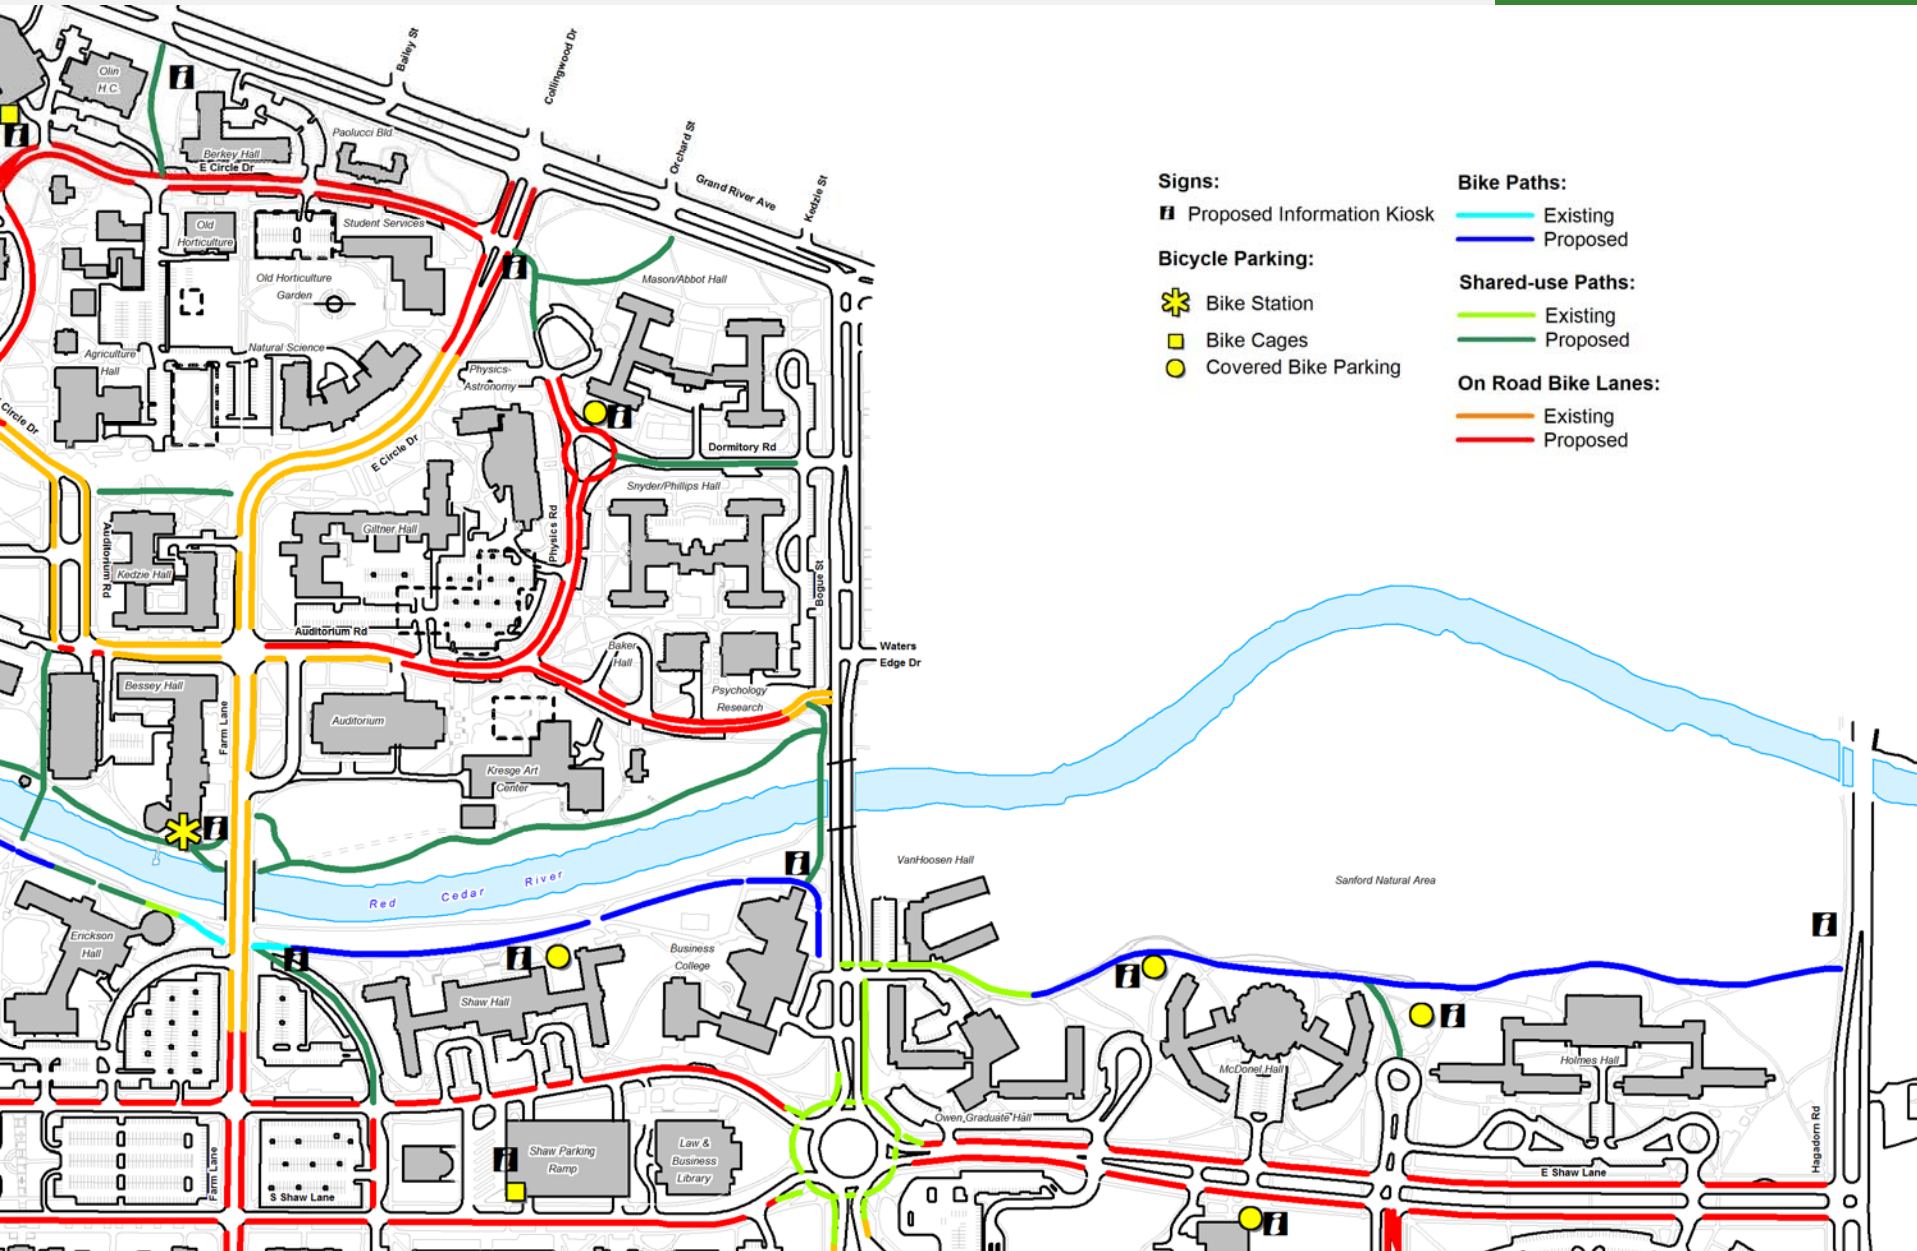 Bailey St
Collingwood Dr
Orchard St
Grand River Ave
Kedzie St
Olin
H.C.
Berkey Hall
E Circle Dr
Paolucci Bld.
Old
Horticulture
Student Services
Old Horticulture
Garden
Mason/Abbot Hall
Natural Science
Agriculture
Hall
Physics-
Astronomy
Circle Dr
E Circle Dr
Dormitory Rd
Snyder/Phillips Hall
Auditorium Rd
Kedzie Hall
Giltner Hall
Physics Rd
Bogue St
Auditorium Rd
Baker
Hall
Waters
Edge Dr
Bessey Hall
Farm Lane
Auditorium
Psychology
Research
Kresge Art
Center
Red Cedar River
VanHoosen Hall
Sanford Natural Area
Erickson
Hall
Business
College
Shaw Hall
McDonel Hall
Holmes Hall
Owen Graduate Hall
Hagadorn Rd
Shaw Parking
Ramp
Law &
Business
Library
Farm Lane
S Shaw Lane
E Shaw Lane
Signs:
i Proposed Information Kiosk
Bicycle Parking:
Bike Station
Bike Cages
Covered Bike Parking
Bike Paths:
Existing
Proposed
Shared-use Paths:
Existing
Proposed
On Road Bike Lanes:
Existing
Proposed